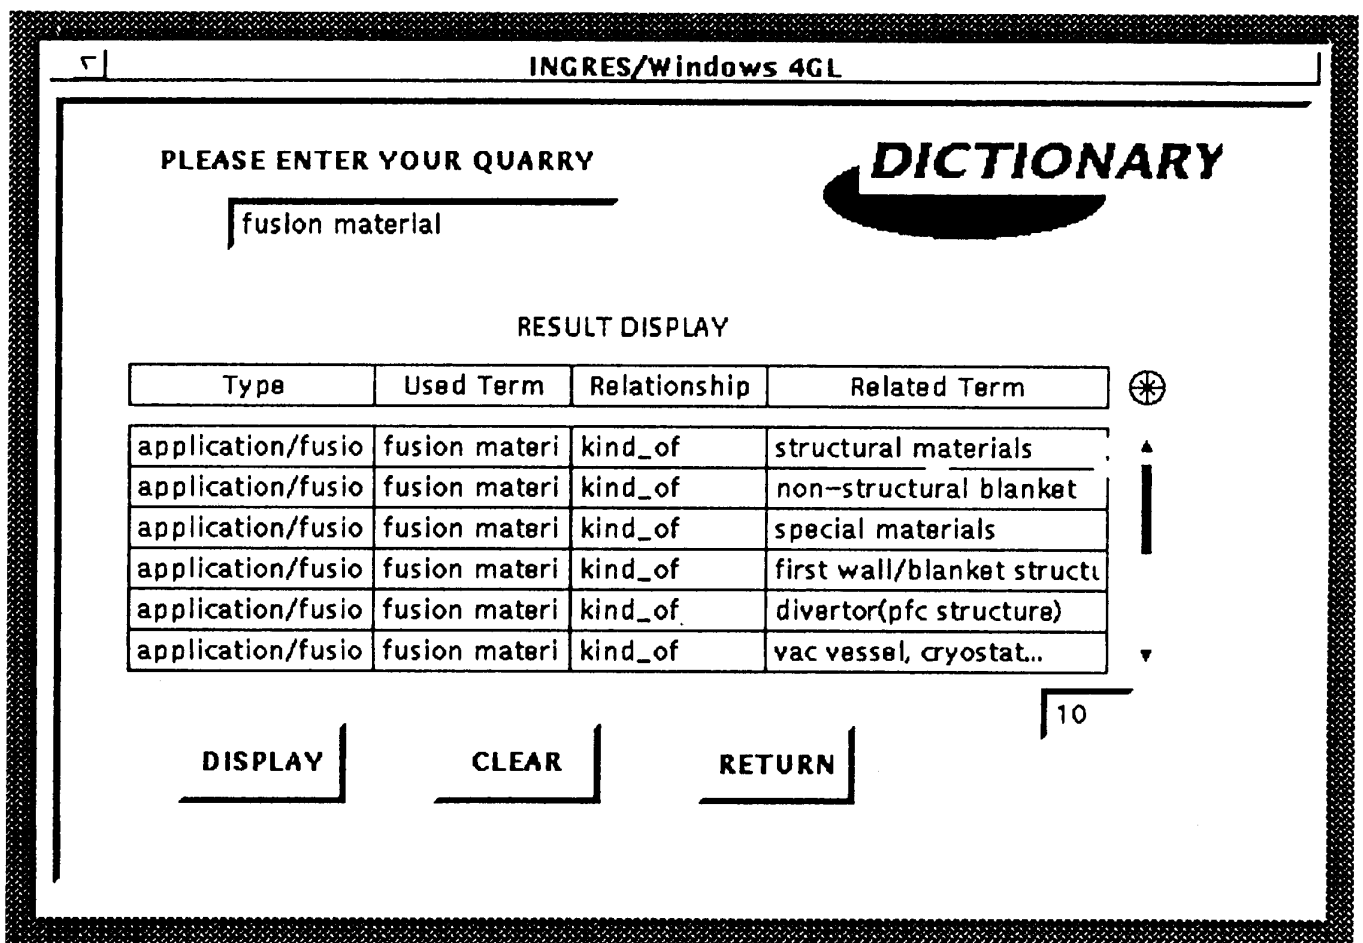 INGRES/Windows 4GL
PLEASE ENTER YOUR QUARRY
DICTIONARY
fusion material
RESULT DISPLAY
Type Used Term Relationship Related Term
application/fusio fusion materi kind_of structural materials
application/fusio fusion materi kind_of non-structural blanket
application/fusio fusion materi kind_of special materials
application/fusio fusion materi kind_of first wall/blanket structu
application/fusio fusion materi kind_of divertor(pfc structure)
application/fusio fusion materi kind_of vac vessel, cryostat...
10
DISPLAY CLEAR RETURN